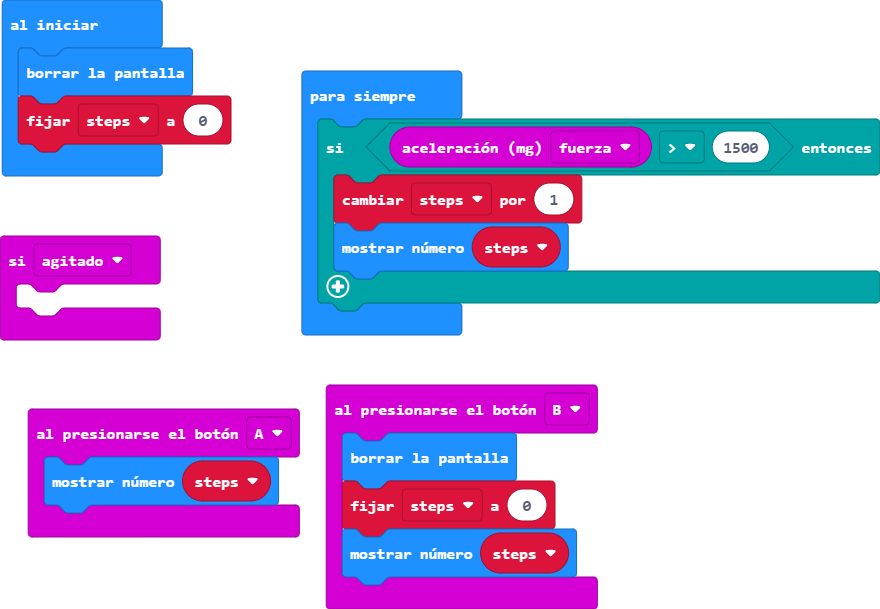 al iniciar
borrar la pantalla
fijar steps a 0
para siempre
si aceleración (mg) fuerza > 1500 entonces
cambiar steps por 1
mostrar número steps
si agitado
al presionarse el botón A
mostrar número steps
al presionarse el botón B
borrar la pantalla
fijar steps a 0
mostrar número steps